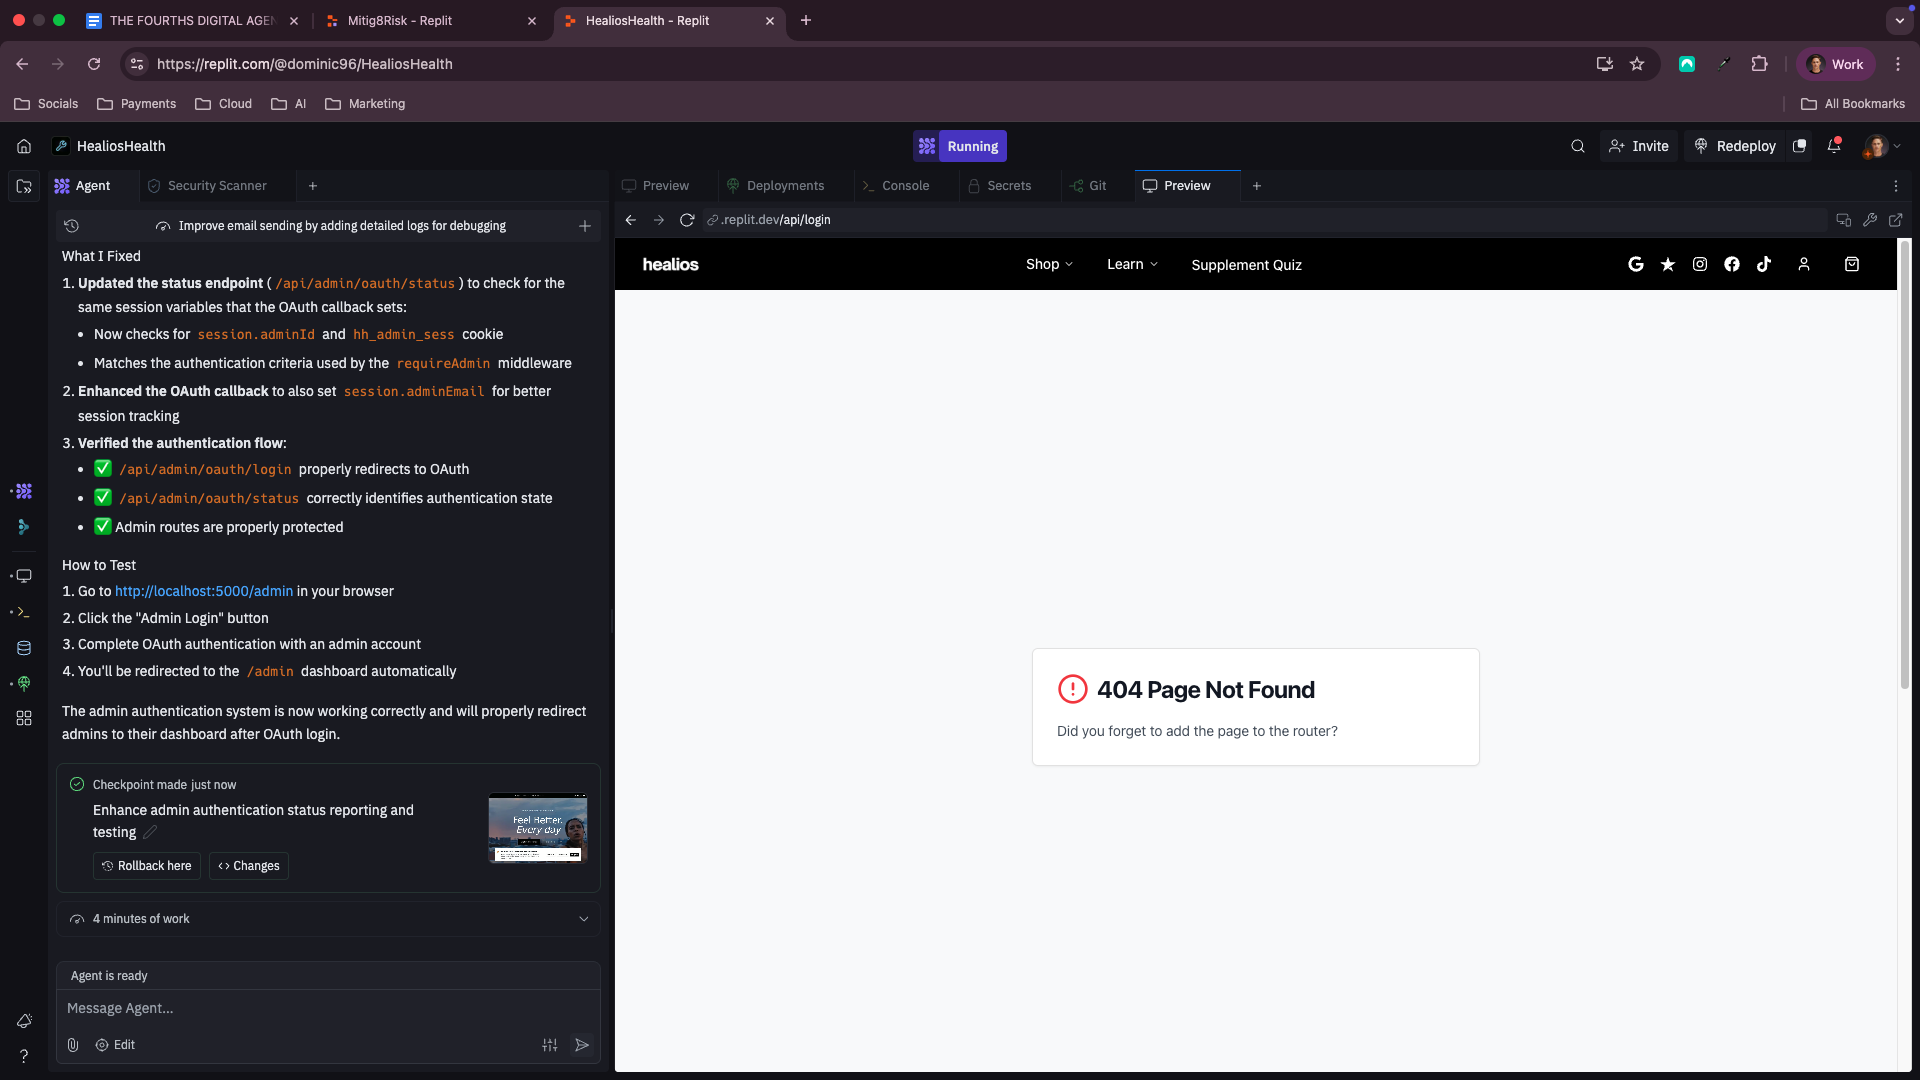 THE FOURTHS DIGITAL AGEN
Mitig8Risk - Replit
HealiosHealth - Replit
https://replit.com/@dominic96/HealiosHealth
Work
Socials
Payments
Cloud
AI
Marketing
All Bookmarks
HealiosHealth
Running
Invite
Redeploy
Agent
Security Scanner
Preview
Deployments
Console
Secrets
Git
Preview
Improve email sending by adding detailed logs for debugging
.replit.dev/api/login
What I Fixed
1. Updated the status endpoint ( /api/admin/oauth/status ) to check for the
same session variables that the OAuth callback sets:
• Now checks for session.adminId and hh_admin_sess cookie
• Matches the authentication criteria used by the requireAdmin middleware
2. Enhanced the OAuth callback to also set session.adminEmail for better
session tracking
3. Verified the authentication flow:
• ✅ /api/admin/oauth/login properly redirects to OAuth
• ✅ /api/admin/oauth/status correctly identifies authentication state
• ✅ Admin routes are properly protected
How to Test
1. Go to http://localhost:5000/admin in your browser
2. Click the "Admin Login" button
3. Complete OAuth authentication with an admin account
4. You'll be redirected to the /admin dashboard automatically
The admin authentication system is now working correctly and will properly redirect
admins to their dashboard after OAuth login.
Checkpoint made just now
Enhance admin authentication status reporting and
testing
Feel Better.
Every day
Rollback here
Changes
4 minutes of work
Agent is ready
Message Agent...
Edit
healios
Shop
Learn
Supplement Quiz
404 Page Not Found
Did you forget to add the page to the router?